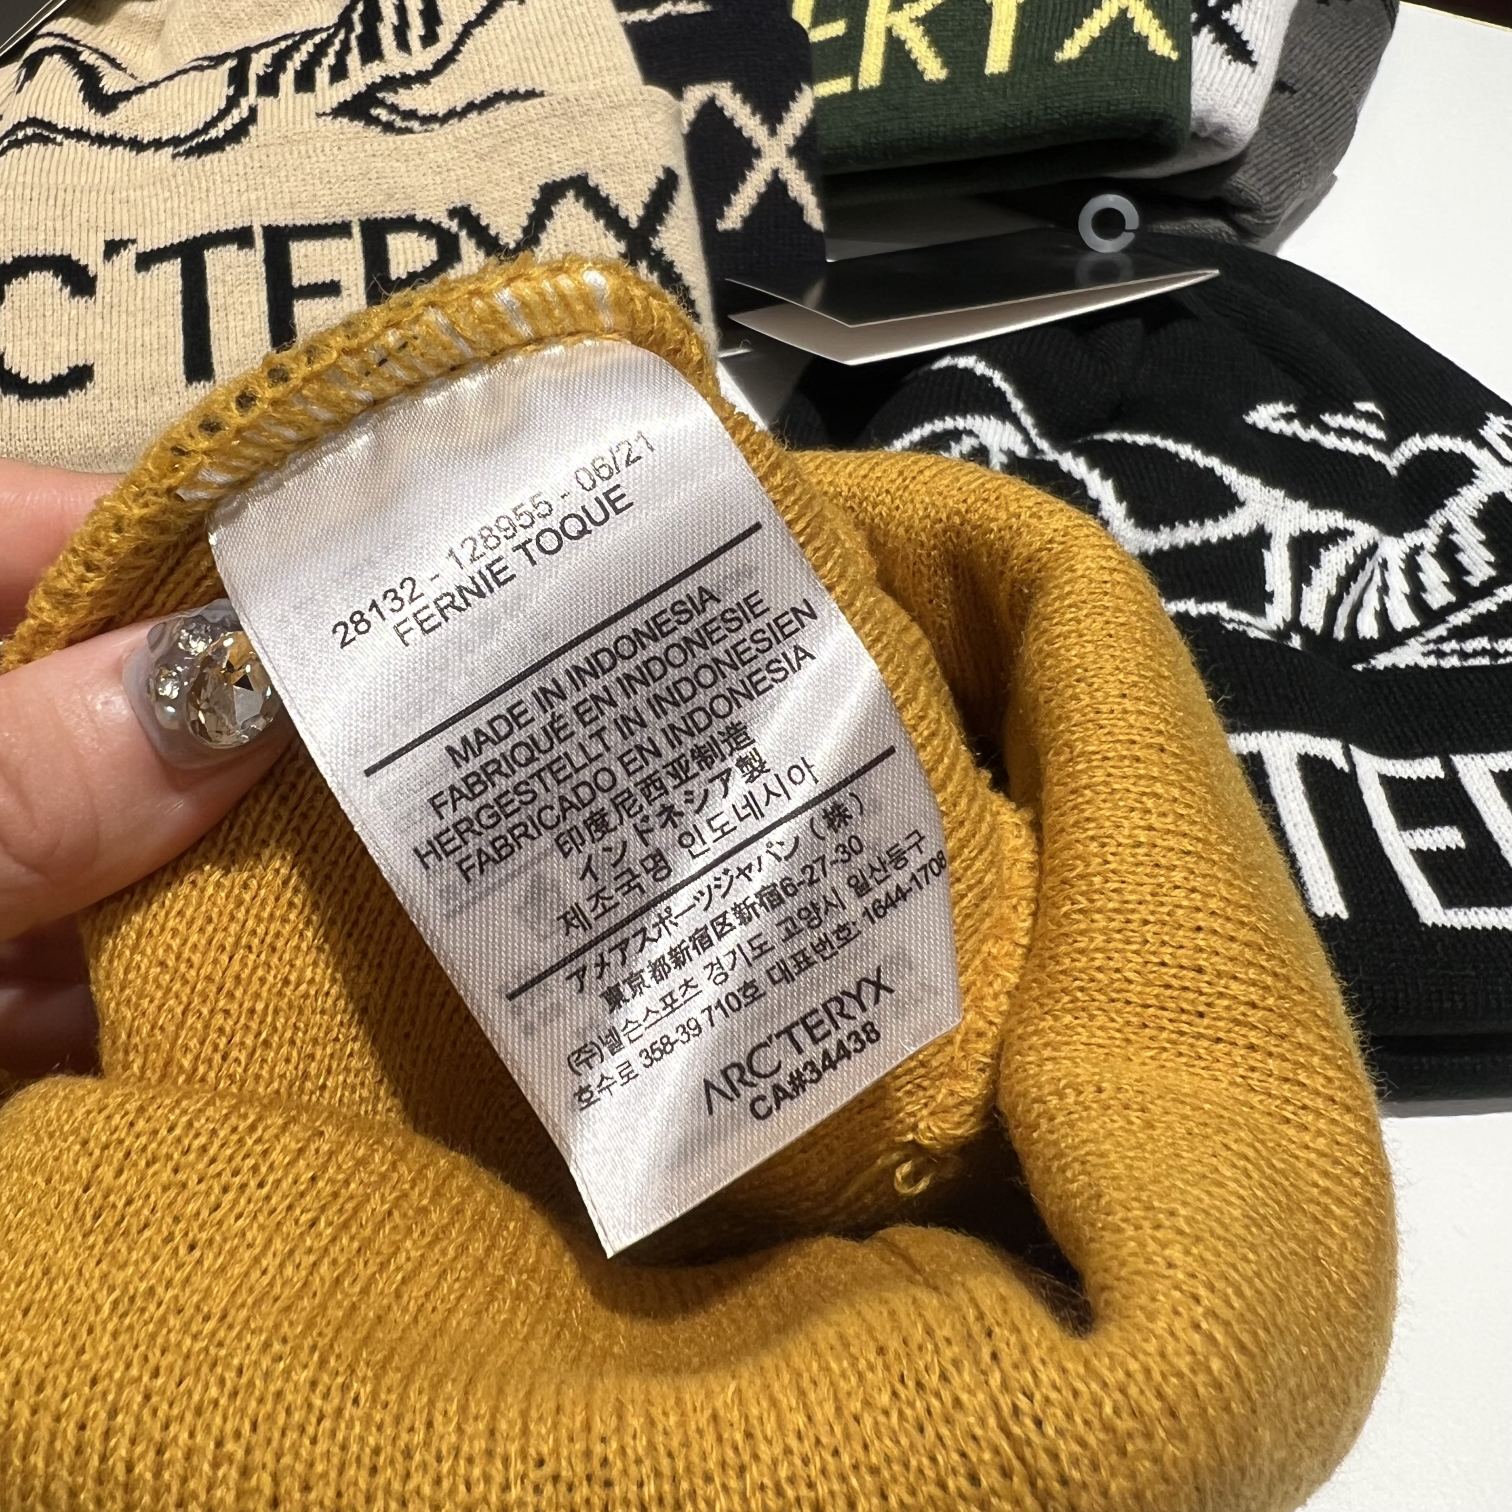 C'TERYX
X
ERYX
X
TER
28132 - 128955 - 06/21
FERNIE TOQUE
MADE IN INDONESIA
FABRIQUÉ EN INDONESIE
HERGESTELLT IN INDONESIEN
FABRICADO EN INDONESIA
印度尼西亚制造
インドネシア製
제조국명 인도네시아
アメアスポーツジャパン（株）
東京都新宿区新宿6-27-30
(주)넬슨스포츠 경기도 고양시 일산동구
호수로 358-39 710호 대표번호: 1644-1708
ARC'TERYX
CA#34438